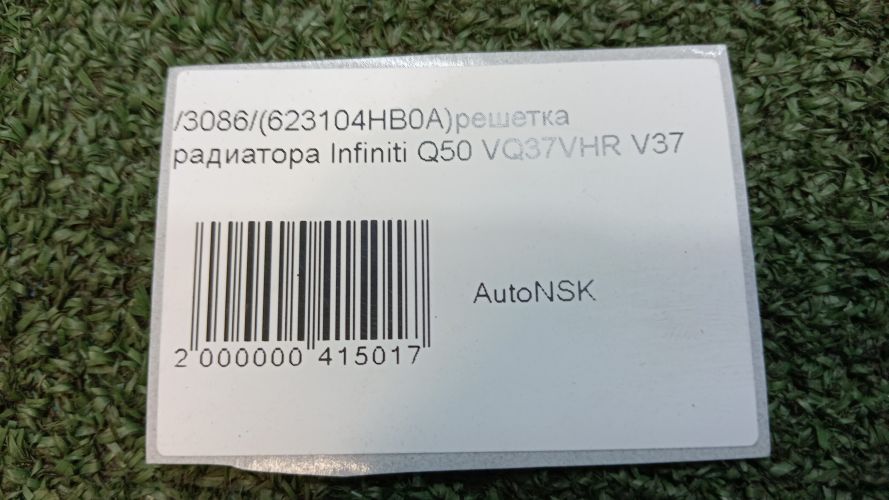 /3086/(623104HB0A)решетка
радиатора Infiniti Q50 VQ37VHR V37
AutoNSK
2 000000 415017